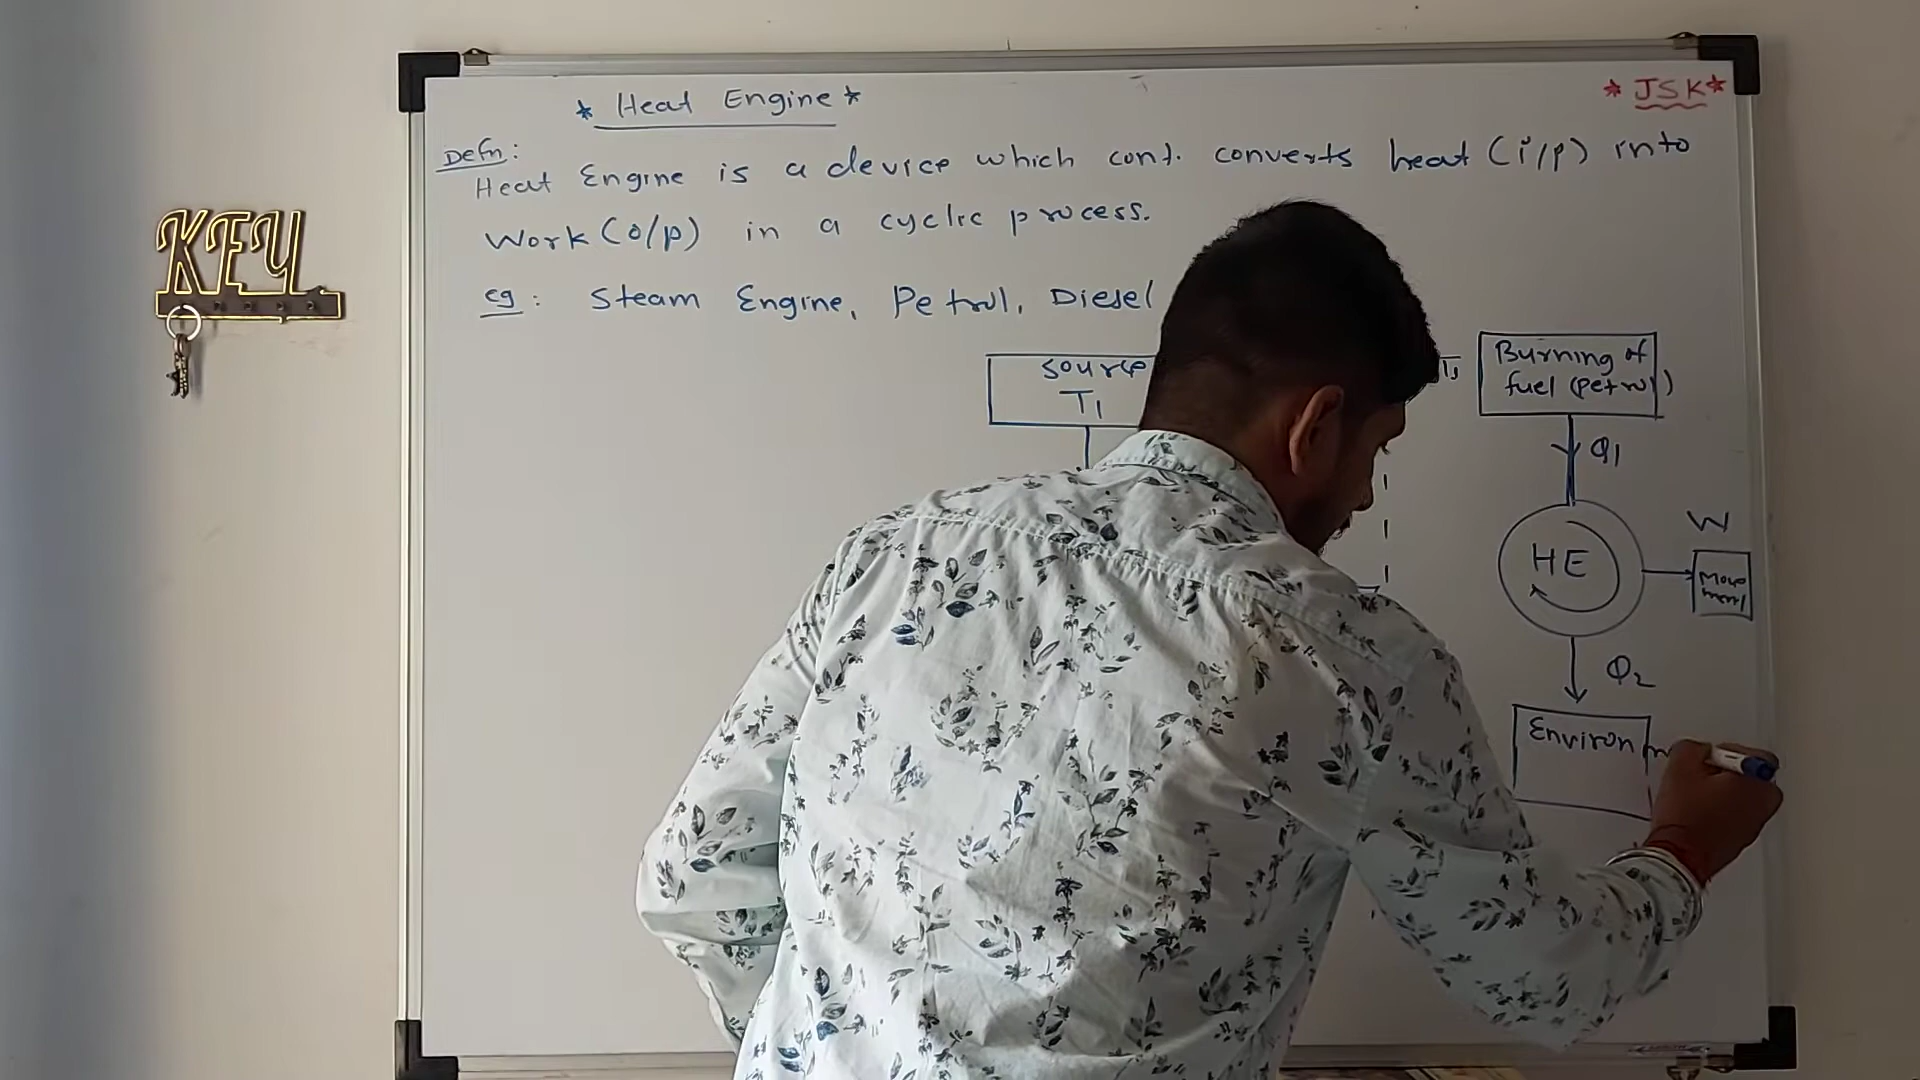 * Heat Engine *
* JSK *
Defn:
Heat Engine is a device which cont. converts heat (i/p) into
Work (o/p) in a cyclic process.
eg: Steam Engine, Petrol, Diesel
Source
T1
Burning of
fuel (petrol)
Q1
HE
W
Move
ment
Q2
Environm
KEY